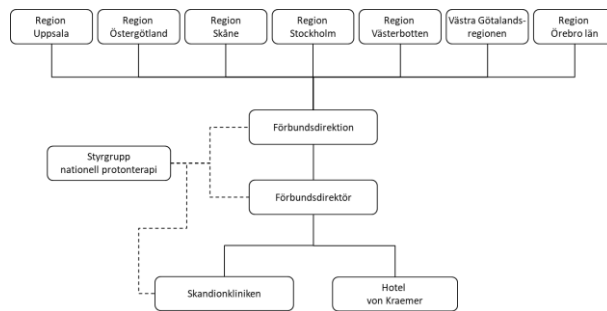 Region
Uppsala
Region
Östergötland
Region
Skåne
Region
Stockholm
Region
Västerbotten
Västra Götalands-
regionen
Region
Örebro län
Förbundsdirektion
Styrgrupp
nationell protonterapi
Förbundsdirektör
Skandionkliniken
Hotel
von Kraemer